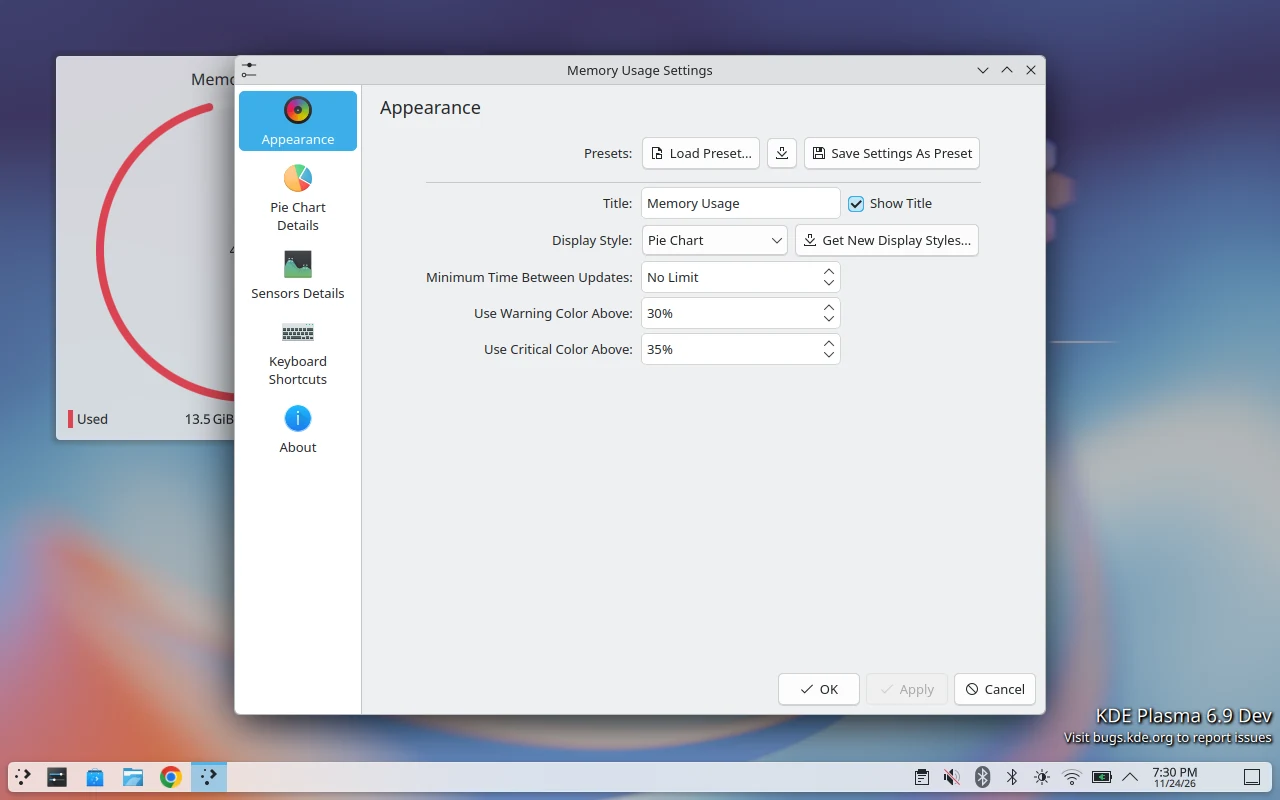 Memory Usage Settings
Appearance
Pie Chart
Details
Sensors Details
Keyboard
Shortcuts
About
Appearance
Presets:
Load Preset...
Save Settings As Preset
Title:
Memory Usage
Show Title
Display Style:
Pie Chart
Get New Display Styles...
Minimum Time Between Updates:
No Limit
Use Warning Color Above:
30%
Use Critical Color Above:
35%
OK
Apply
Cancel
Used
13.5 GiB
KDE Plasma 6.9 Dev
Visit bugs.kde.org to report issues
7:30 PM
11/24/26